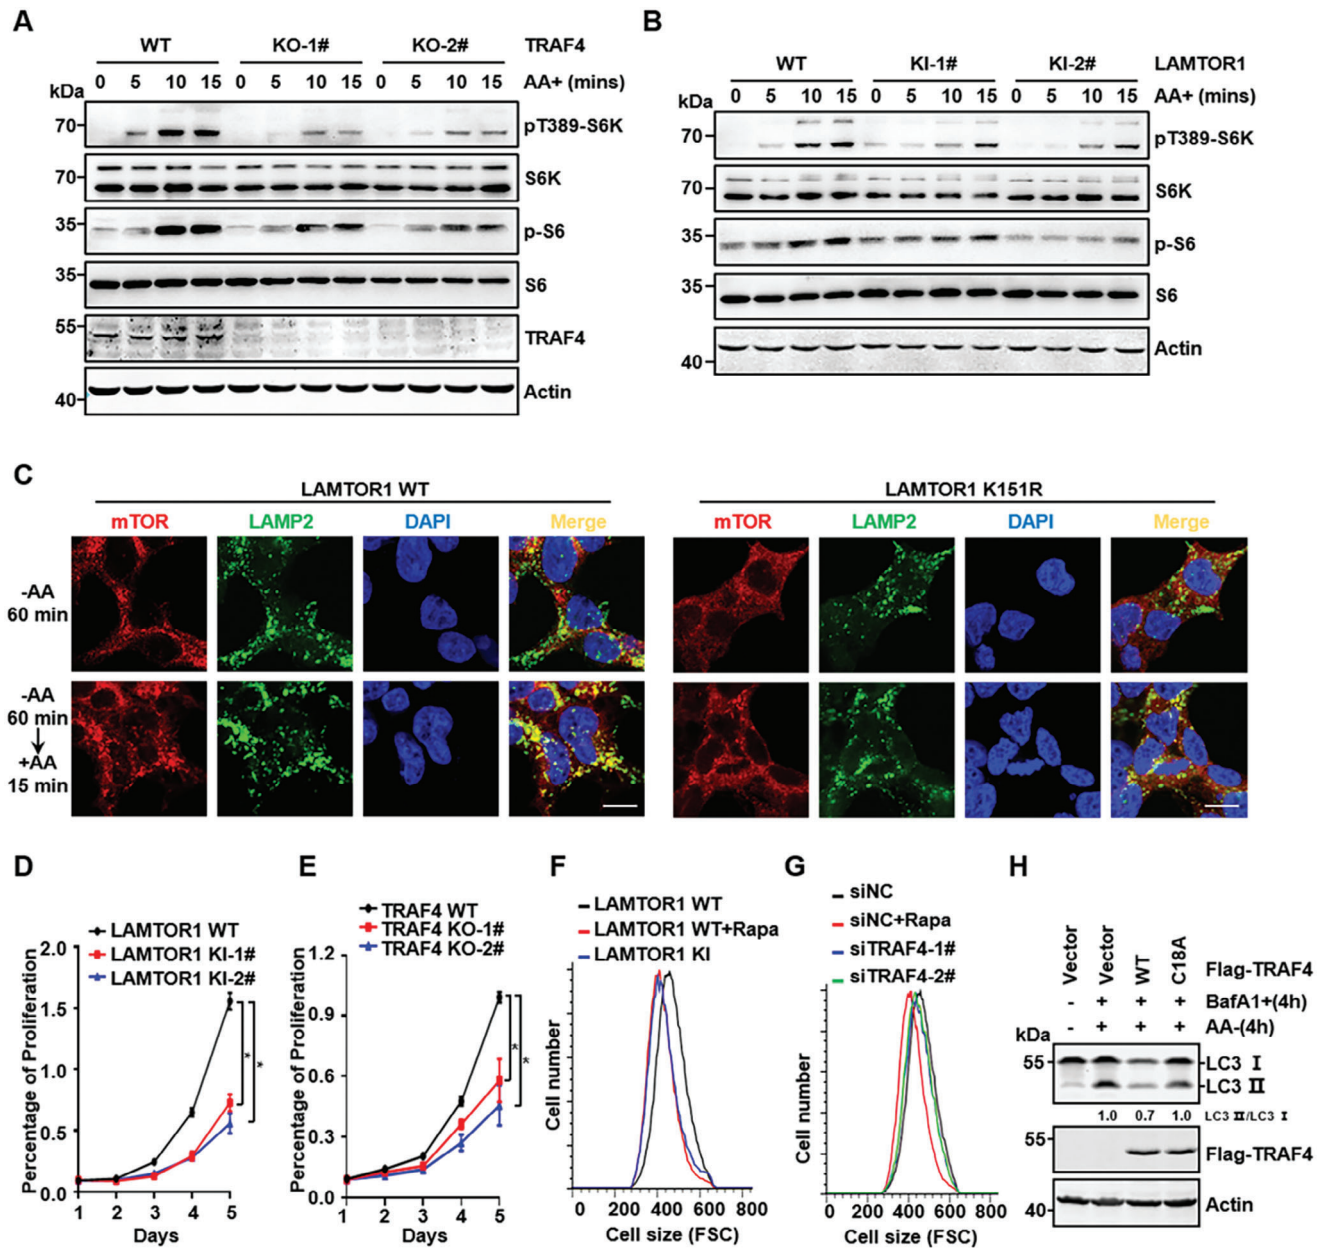 A
WT KO-1# KO-2# TRAF4
0 5 10 15 0 5 10 15 0 5 10 15 AA+ (mins)
kDa
70 pT389-S6K
70 S6K
35 p-S6
35 S6
55 TRAF4
40 Actin
B
WT KI-1# KI-2# LAMTOR1
0 5 10 15 0 5 10 15 0 5 10 15 AA+ (mins)
kDa
70 pT389-S6K
70 S6K
35 p-S6
35 S6
40 Actin
C
LAMTOR1 WT LAMTOR1 K151R
mTOR LAMP2 DAPI Merge mTOR LAMP2 DAPI Merge
-AA
60 min
-AA
60 min
+AA
15 min
D
LAMTOR1 WT
LAMTOR1 KI-1#
LAMTOR1 KI-2#
Percentage of Proliferation
2.0
1.5
1.0
0.5
0.0
* *
1 2 3 4 5
Days
E
TRAF4 WT
TRAF4 KO-1#
TRAF4 KO-2#
Percentage of Proliferation
1.2
0.9
0.6
0.3
0.0
* *
1 2 3 4 5
Days
F
LAMTOR1 WT
LAMTOR1 WT+Rapa
LAMTOR1 KI
Cell number
0 200 400 600 800
Cell size (FSC)
G
siNC
siNC+Rapa
siTRAF4-1#
siTRAF4-2#
Cell number
0 200 400 600 800
Cell size (FSC)
H
Vector Vector WT C18A Flag-TRAF4
- + + + BafA1+(4h)
- + + + AA-(4h)
kDa
55 LC3 I
LC3 II
1.0 0.7 1.0 LC3 II/LC3 I
55 Flag-TRAF4
40 Actin